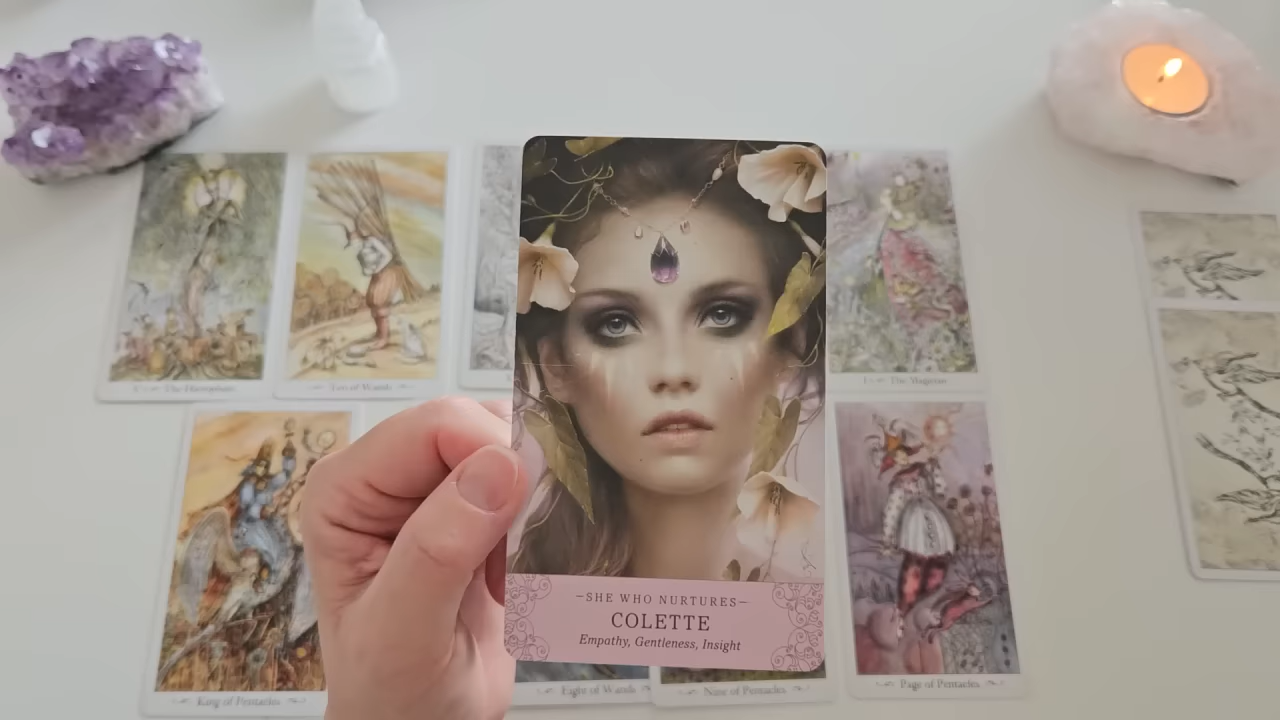 V The Hierophant
Ten of Wands
I The Magician
–SHE WHO NURTURES–
COLETTE
Empathy, Gentleness, Insight
King of Pentacles
Eight of Wands
Nine of Pentacles
Page of Pentacles